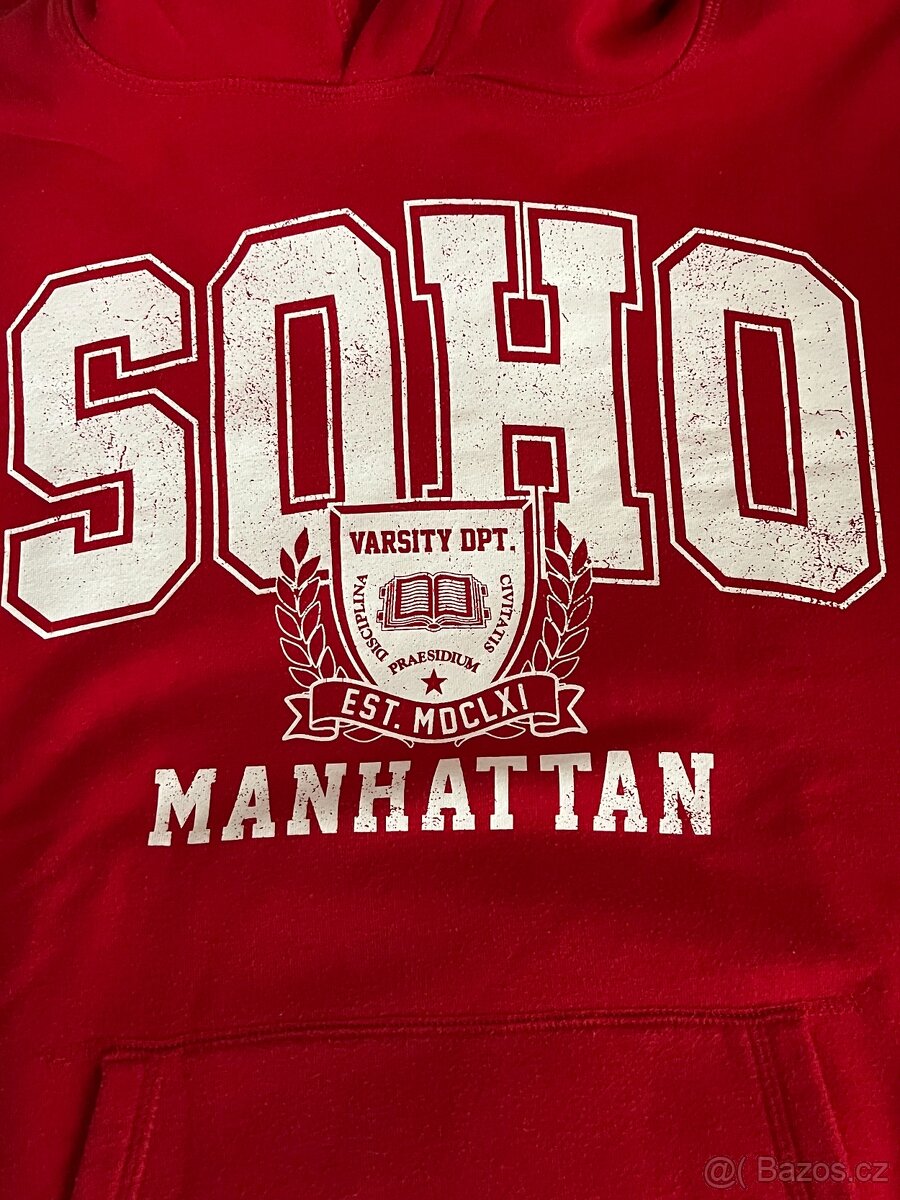 SOHO
VARSITY DPT.
DISCIPLINA PRAESIDIUM CIVITATIS
EST. MDCLXI
MANHATTAN
@( Bazos.cz